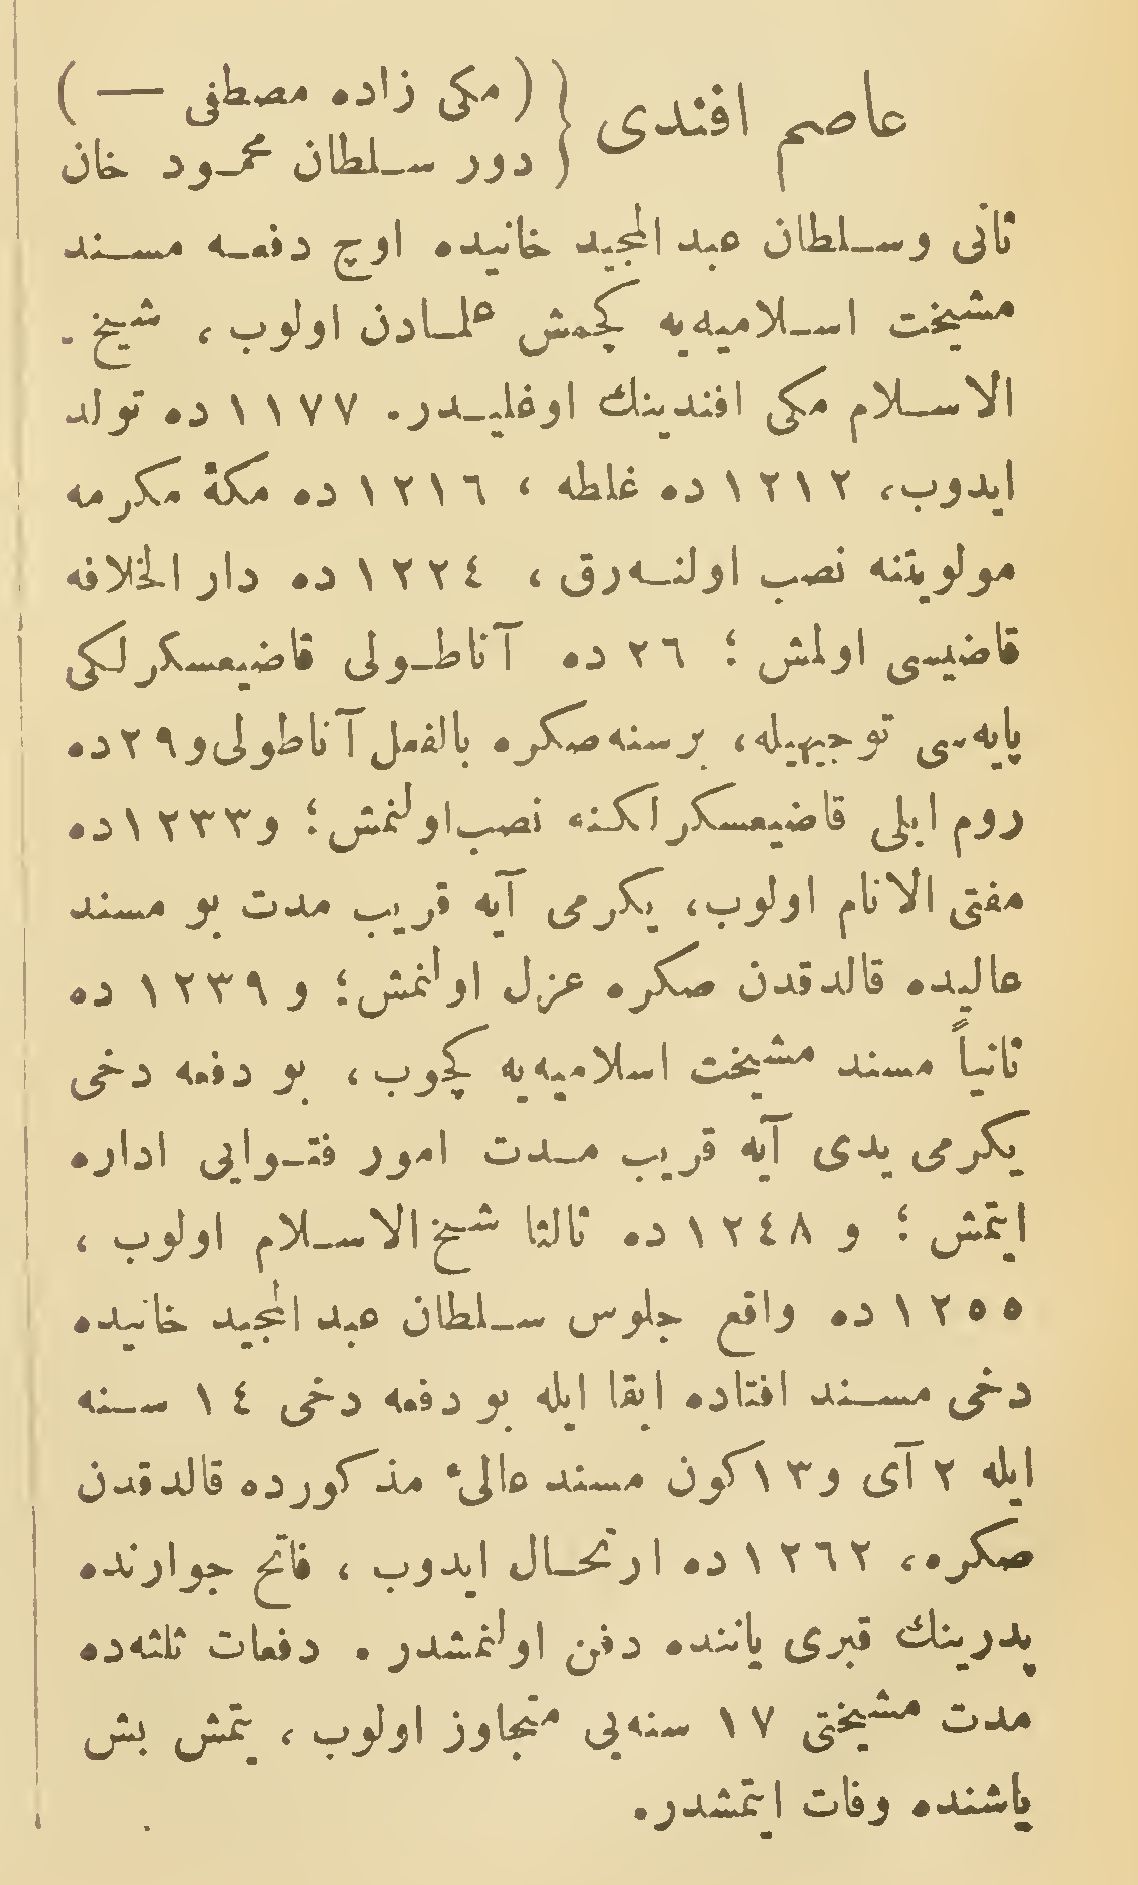 عاصم افندی { (مکی زاده مصطفی —)
دور سلطان محمود خان
ثانی وسلطان عبد المجید خانیده اوچ دفعه مسند
مشیخت اسلامیه‌یه کچمش علمادن اولوب ، شیخ .
الاسلام مکی افندینك اوغلیدر. ١١٧٧ ده تولد
ایدوب، ١٢١٢ ده غلطه ، ١٢١٦ ده مکهٔ مکرمه
مولویتنه نصب اولنه‌رق ، ١٢٢٤ ده دار الخلافه
قاضیسی اولمش ؛ ٢٦ ده آناطولی قاضیعسکرلکی
پایه‌سی توجیهیله، برسنه صکره بالفعل آناطولی و٢٩ ده
روم ایلی قاضیعسکرلکنه نصب اولنمش ؛ و١٢٣٣ ده
مفتی الانام اولوب، یکرمی آیه قریب مدت بو مسند
عالیده قالدقدن صکره عزل اولنمش؛ و ١٢٣٩ ده
ثانیاً مسند مشیخت اسلامیه‌یه کچوب ، بو دفعه دخی
یکرمی یدی آیه قریب مدت امور فتوایی اداره
ایتمش ؛ و ١٢٤٨ ده ثالثا شیخ الاسلام اولوب ،
١٢٥٥ ده واقع جلوس سلطان عبد المجید خانیده
دخی مسند افتاده ابقا ایله بو دفعه دخی ١٤ سنه
ایله ٢ آی و ١٣ کون مسند عالیٔ مذکورده قالدقدن
صکره، ١٢٦٢ ده ارتحال ایدوب ، فاتح جوارنده
پدرینك قبری یاننده دفن اولنمشدر . دفعات ثلثه‌ده
مدت مشیختی ١٧ سنه‌یی متجاوز اولوب ، یتمش بش
یاشنده وفات ایتمشدر.